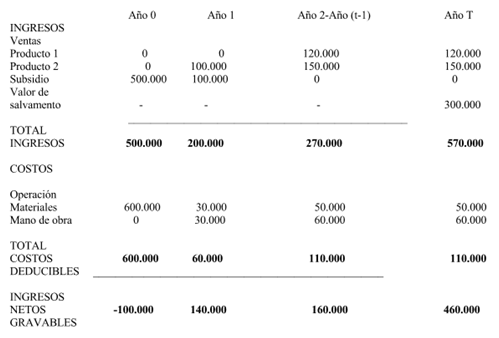 Año 0 Año 1 Año 2-Año (t-1) Año T
INGRESOS
Ventas
Producto 1 0 0 120.000 120.000
Producto 2 0 100.000 150.000 150.000
Subsidio 500.000 100.000 0 0
Valor de
salvamento - - - 300.000
TOTAL
INGRESOS 500.000 200.000 270.000 570.000
COSTOS
Operación
Materiales 600.000 30.000 50.000 50.000
Mano de obra 0 30.000 60.000 60.000
TOTAL
COSTOS 600.000 60.000 110.000 110.000
DEDUCIBLES
INGRESOS
NETOS -100.000 140.000 160.000 460.000
GRAVABLES